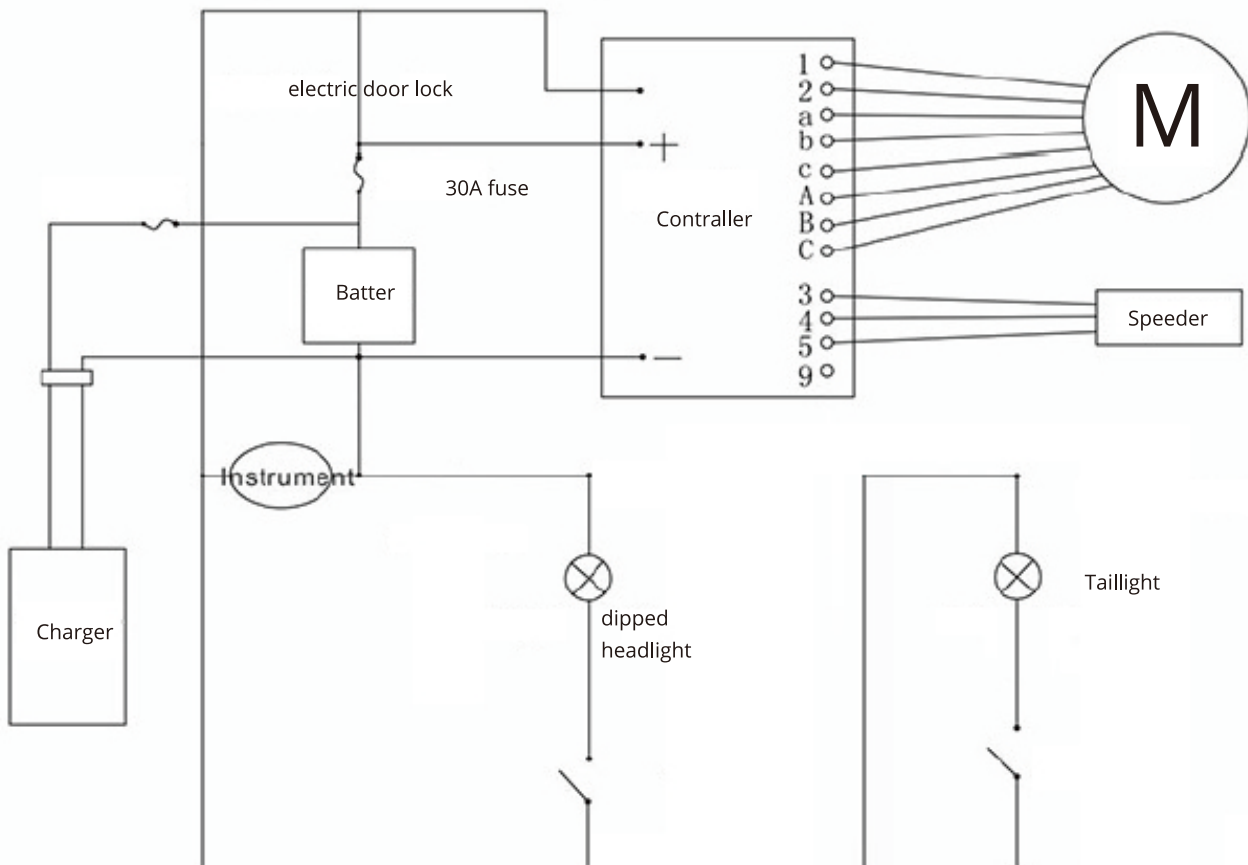 electric door lock
30A fuse
Batter
Contraller
+
—
1
2
a
b
c
A
B
C
3
4
5
9
M
Speeder
Instrument
Charger
dipped
headlight
Taillight